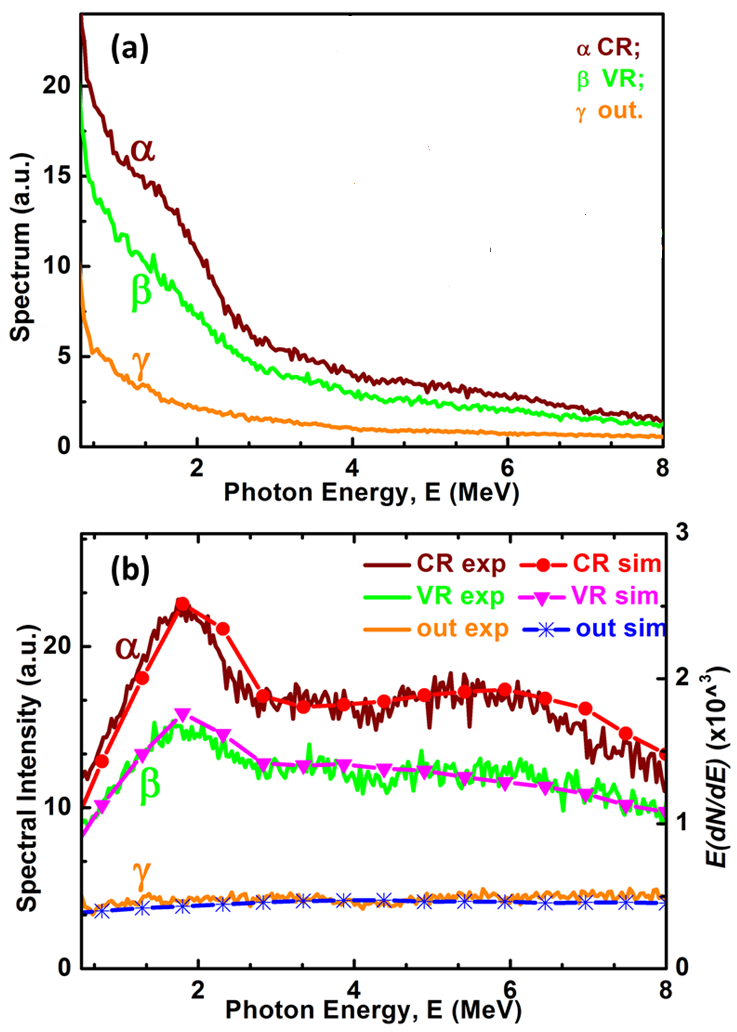 (a)
α CR;
β VR;
γ out.
α
β
γ
Spectrum (a.u.)
20
15
10
5
0
2 4 6 8
Photon Energy, E (MeV)
(b)
CR exp CR sim
VR exp VR sim
out exp out sim
α
β
γ
Spectral Intensity (a.u.)
20
10
0
3
2
1
0
E(dN/dE) (x10^3)
2 4 6 8
Photon Energy, E (MeV)